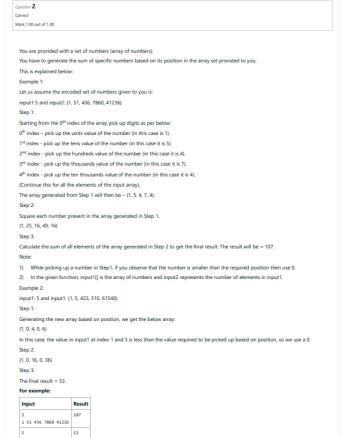 Question 2
Correct
Mark 1.00 out of 1.00
You are provided with a set of numbers (array of numbers).
You have to generate the sum of specific numbers based on its position in the array set provided to you.
This is explained below:
Example 1:
Let us assume the encoded set of numbers given to you is:
input1:5 and input2: {1, 51, 436, 7860, 41236}
Step 1:
Starting from the 0th index of the array pick up digits as per below:
0th index – pick up the units value of the number (in this case is 1).
1st index - pick up the tens value of the number (in this case it is 5).
2nd index - pick up the hundreds value of the number (in this case it is 4).
3rd index - pick up the thousands value of the number (in this case it is 7).
4th index - pick up the ten thousands value of the number (in this case it is 4).
(Continue this for all the elements of the input array).
The array generated from Step 1 will then be – {1, 5, 4, 7, 4}.
Step 2:
Square each number present in the array generated in Step 1.
{1, 25, 16, 49, 16}
Step 3:
Calculate the sum of all elements of the array generated in Step 2 to get the final result. The result will be = 107.
Note:
1) While picking up a number in Step1, if you observe that the number is smaller than the required position then use 0.
2) In the given function, input1[] is the array of numbers and input2 represents the number of elements in input1.
Example 2:
input1: 5 and input1: {1, 5, 423, 310, 61540}
Step 1:
Generating the new array based on position, we get the below array:
{1, 0, 4, 0, 6}
In this case, the value in input1 at index 1 and 3 is less than the value required to be picked up based on position, so we use a 0.
Step 2:
{1, 0, 16, 0, 36}
Step 3:
The final result = 53.
For example:
Input Result
5 107
1 51 436 7860 41236
5 53